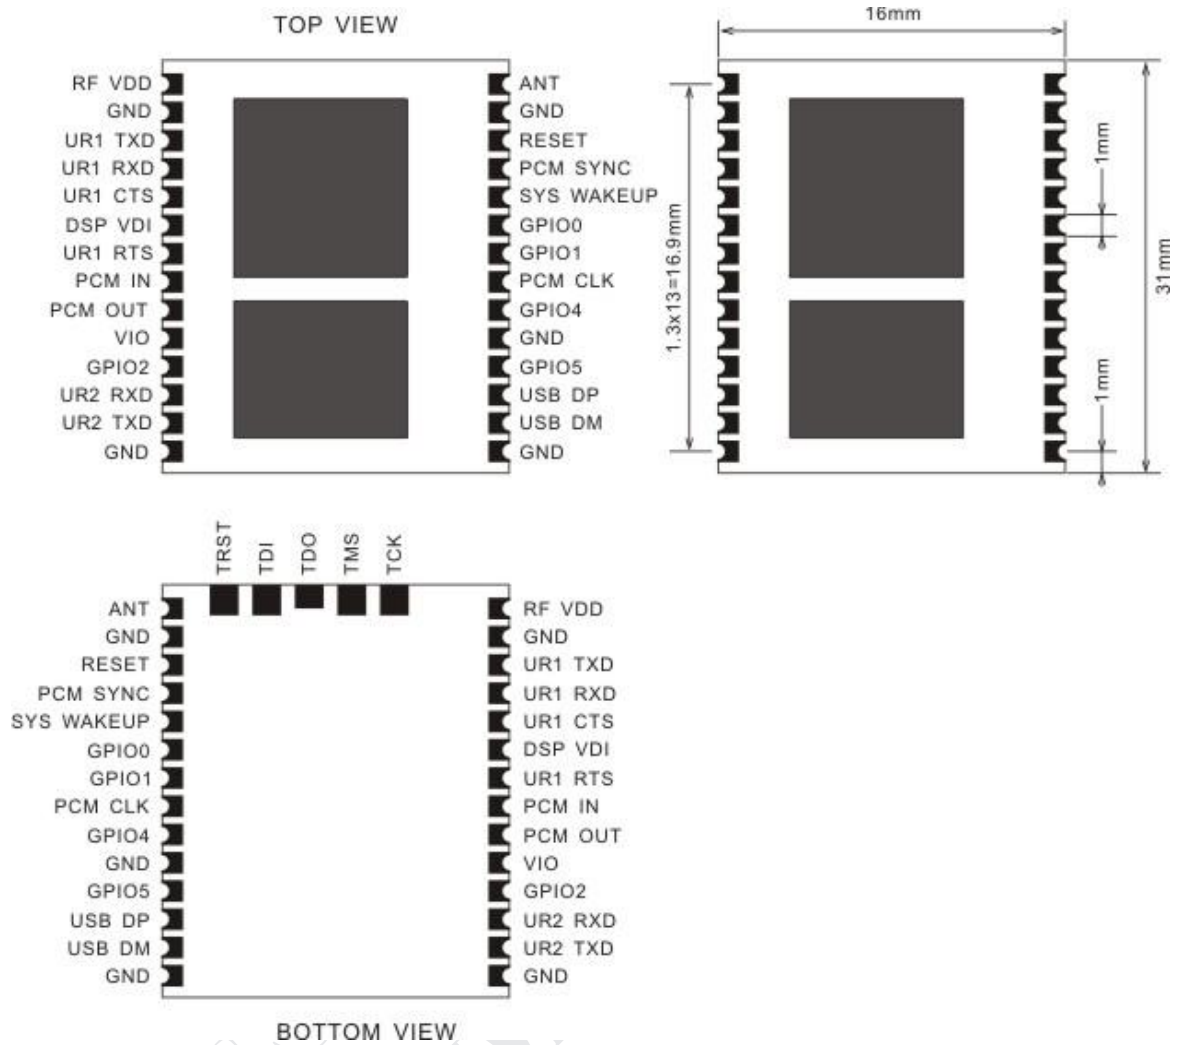 TOP VIEW
RF VDD
GND
UR1 TXD
UR1 RXD
UR1 CTS
DSP VDI
UR1 RTS
PCM IN
PCM OUT
VIO
GPIO2
UR2 RXD
UR2 TXD
GND
ANT
GND
RESET
PCM SYNC
SYS WAKEUP
GPIO0
GPIO1
PCM CLK
GPIO4
GND
GPIO5
USB DP
USB DM
GND
16mm
1.3x13=16.9mm
1mm
1mm
31mm
TRST
TDI
TDO
TMS
TCK
ANT
GND
RESET
PCM SYNC
SYS WAKEUP
GPIO0
GPIO1
PCM CLK
GPIO4
GND
GPIO5
USB DP
USB DM
GND
RF VDD
GND
UR1 TXD
UR1 RXD
UR1 CTS
DSP VDI
UR1 RTS
PCM IN
PCM OUT
VIO
GPIO2
UR2 RXD
UR2 TXD
GND
BOTTOM VIEW